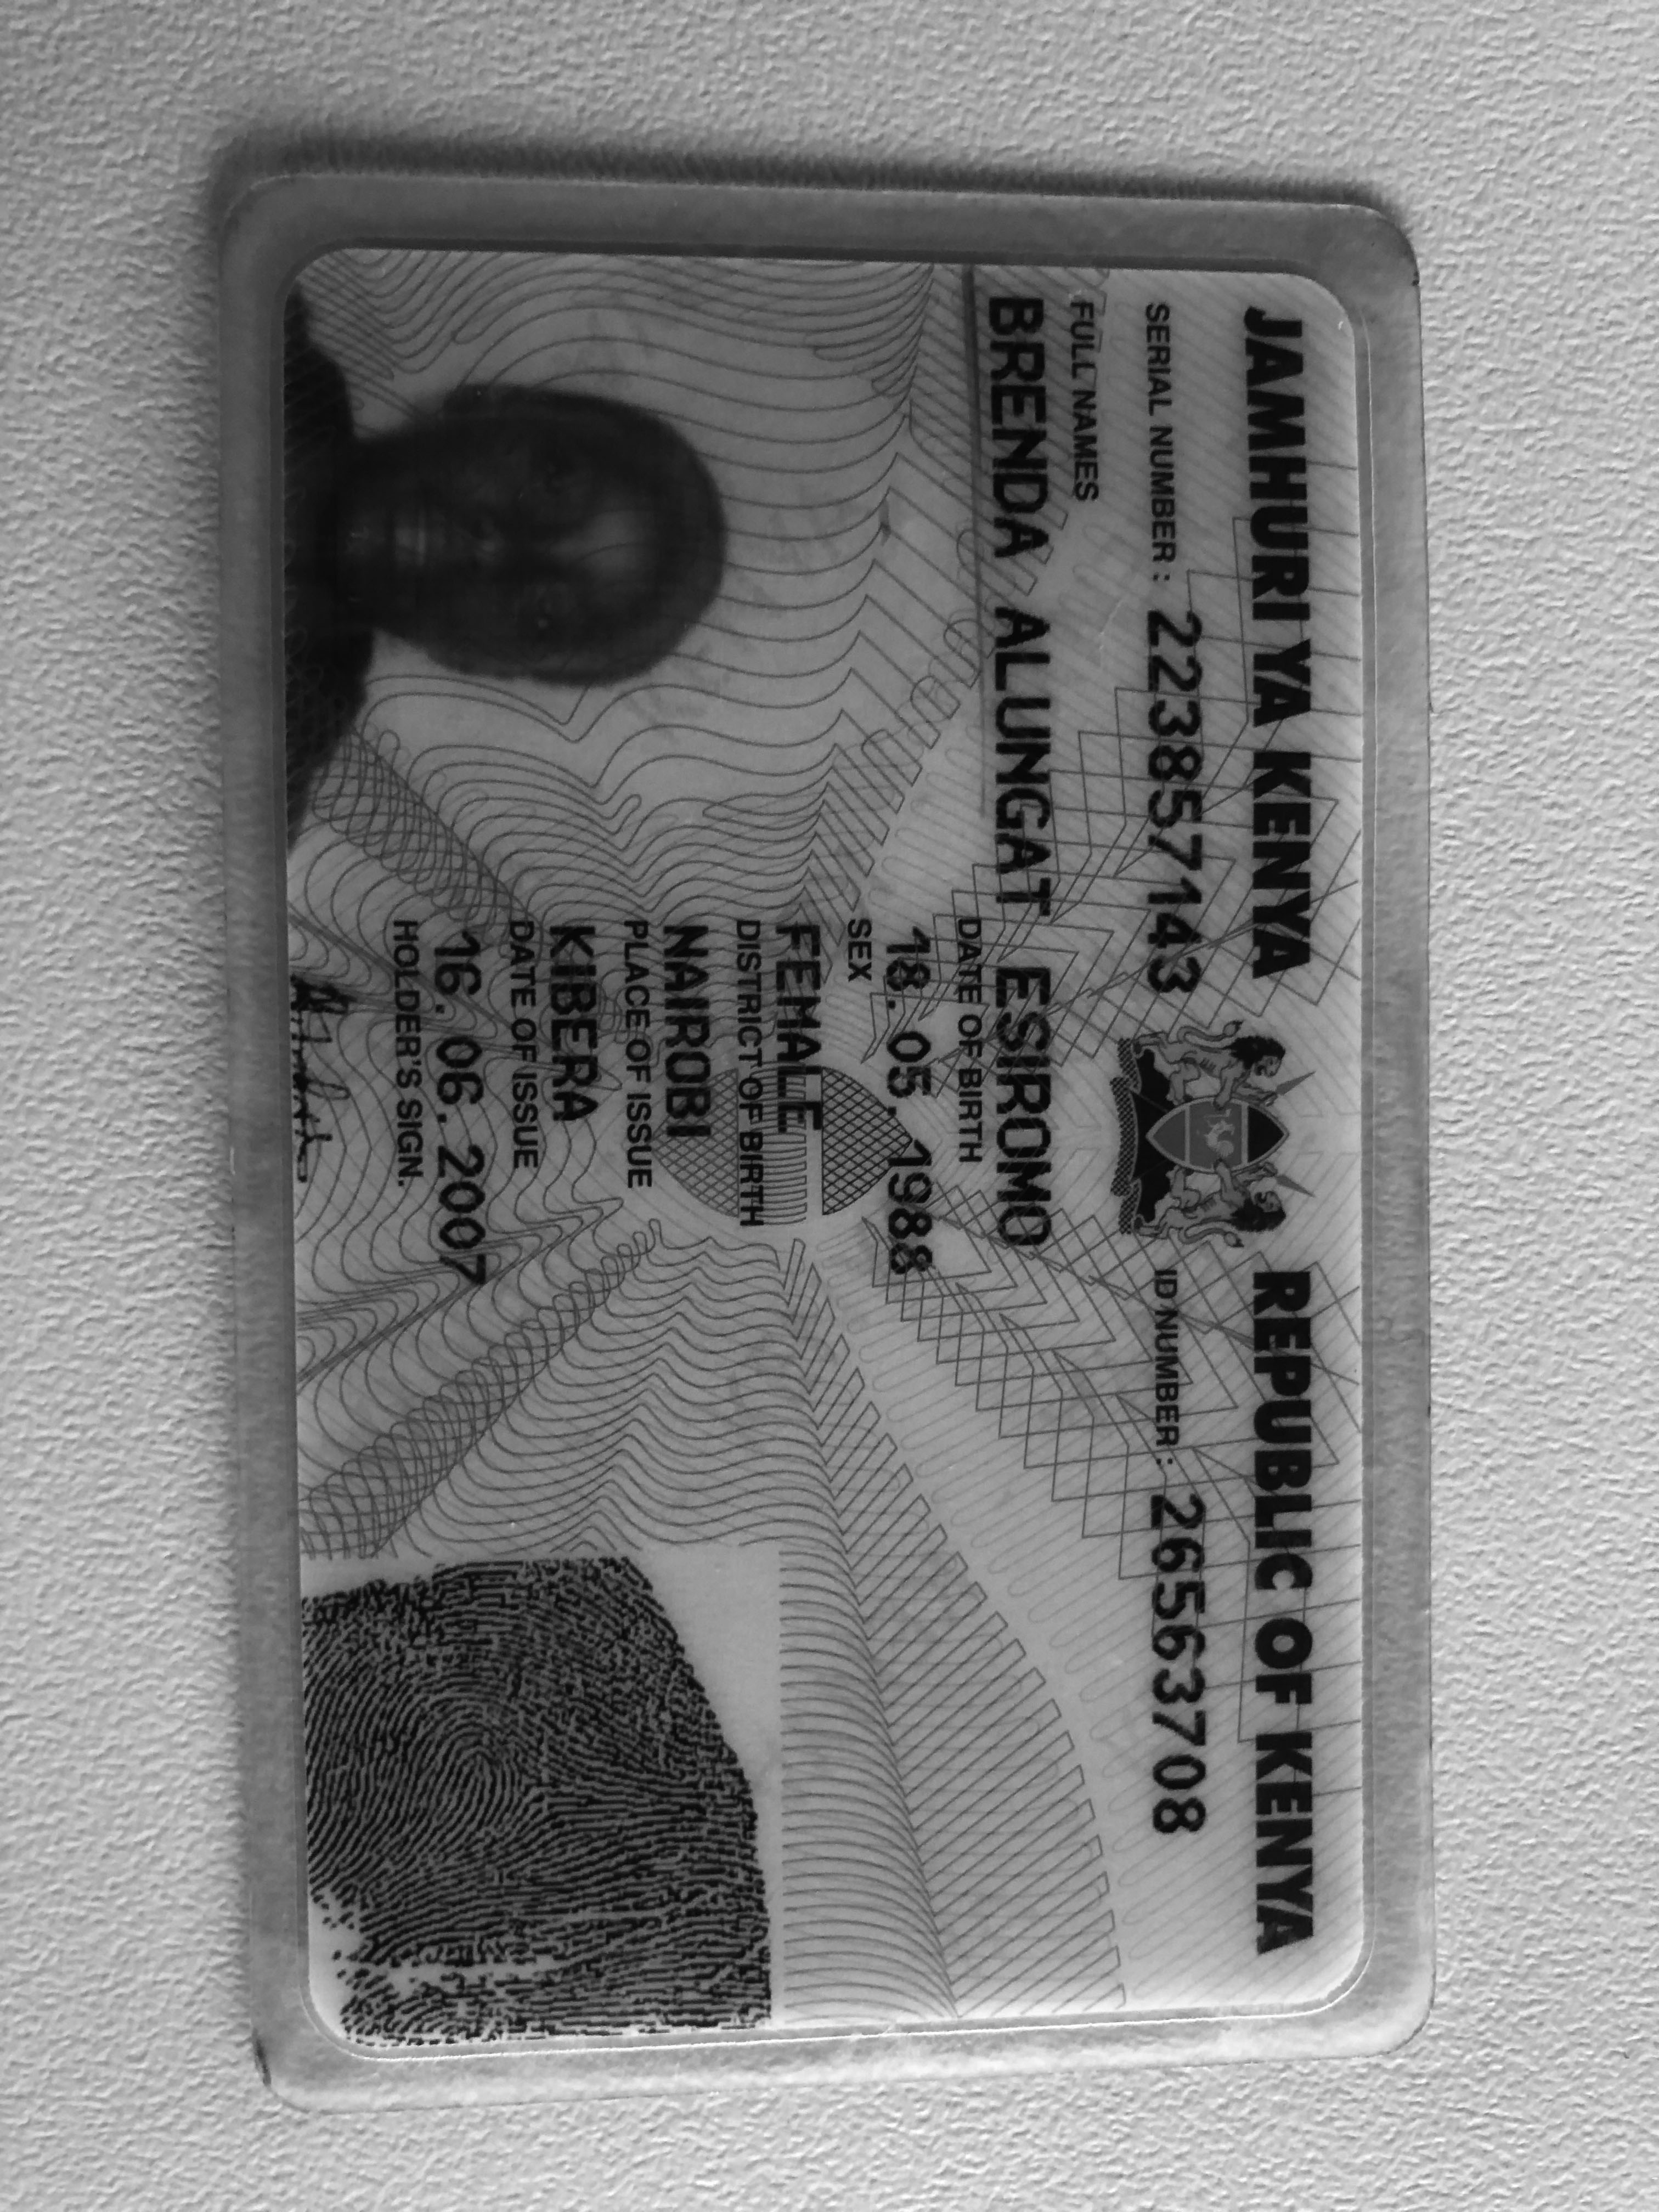 JAMHURI YA KENYA REPUBLIC OF KENYA
SERIAL NUMBER: 223857143 ID NUMBER: 26563708
FULL NAMES
BRENDA ALUNGAT ESIROMO
DATE OF BIRTH
18. 05. 1988
SEX
FEMALE
DISTRICT OF BIRTH
NAIROBI
PLACE OF ISSUE
KIBERA
DATE OF ISSUE
16. 06. 2007
HOLDER'S SIGN.